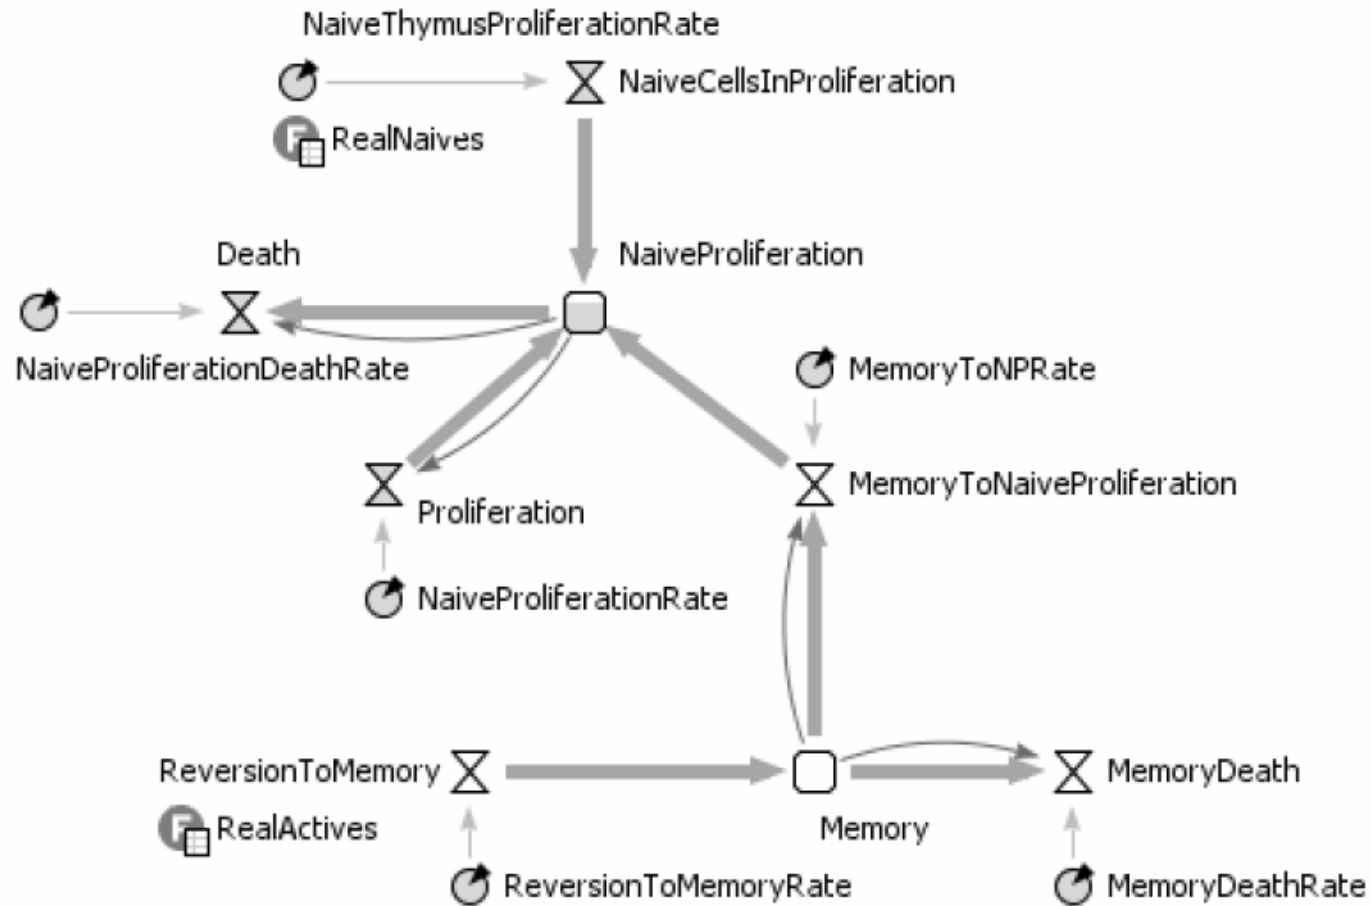 NaiveThymusProliferationRate
NaiveCellsInProliferation
F RealNaives
Death
NaiveProliferation
NaiveProliferationDeathRate
MemoryToNPRate
MemoryToNaiveProliferation
Proliferation
NaiveProliferationRate
ReversionToMemory
MemoryDeath
F RealActives
Memory
ReversionToMemoryRate
MemoryDeathRate